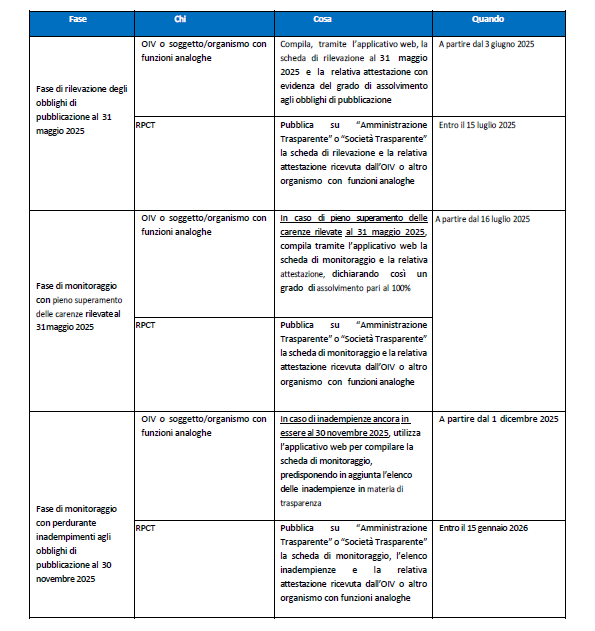 Fase
Chi
Cosa
Quando
Fase di rilevazione degli
obblighi di
pubblicazione al 31
maggio 2025
OIV o soggetto/organismo con
funzioni analoghe
Compila, tramite l'applicativo web, la
scheda di rilevazione al 31 maggio
2025 e la relativa attestazione con
evidenza del grado di assolvimento
agli obblighi di pubblicazione
A partire dal 3 giugno 2025
RPCT
Pubblica su "Amministrazione
Trasparente" o "Società Trasparente"
la scheda di rilevazione e la relativa
attestazione ricevuta dall'OIV o altro
organismo con funzioni analoghe
Entro il 15 luglio 2025
Fase di monitoraggio
con pieno superamento
delle carenze rilevate al
31 maggio 2025
OIV o soggetto/organismo con
funzioni analoghe
In caso di pieno superamento delle
carenze rilevate al 31 maggio 2025,
compila tramite l'applicativo web la
scheda di monitoraggio e la relativa
attestazione, dichiarando così un
grado di assolvimento pari al 100%
A partire dal 16 luglio 2025
RPCT
Pubblica su "Amministrazione
Trasparente" o "Società Trasparente"
la scheda di monitoraggio e la relativa
attestazione ricevuta dall'OIV o altro
organismo con funzioni analoghe
Fase di monitoraggio
con perdurante
inadempimenti agli
obblighi di
pubblicazione al 30
novembre 2025
OIV o soggetto/organismo con
funzioni analoghe
In caso di inadempienze ancora in
essere al 30 novembre 2025, utilizza
l'applicativo web per compilare la
scheda di monitoraggio,
predisponendo in aggiunta l'elenco
delle inadempienze in materia di
trasparenza
A partire dal 1 dicembre 2025
RPCT
Pubblica su "Amministrazione
Trasparente" o "Società Trasparente"
la scheda di monitoraggio, l'elenco
inadempienze e la relativa
attestazione ricevuta dall'OIV o altro
organismo con funzioni analoghe
Entro il 15 gennaio 2026